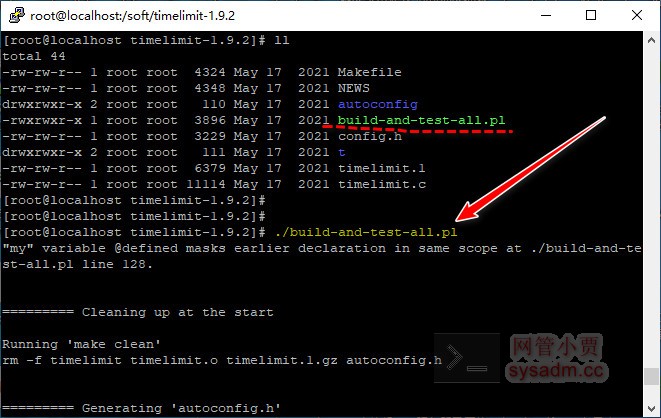 root@localhost:/soft/timelimit-1.9.2
[root@localhost timelimit-1.9.2]# ll
total 44
-rw-rw-r-- 1 root root  4324 May 17  2021 Makefile
-rw-rw-r-- 1 root root  4348 May 17  2021 NEWS
drwxrwxr-x 2 root root   110 May 17  2021 autoconfig
-rwxrwxr-x 1 root root  3896 May 17  2021 build-and-test-all.pl
-rw-rw-r-- 1 root root  3229 May 17  2021 config.h
drwxrwxr-x 2 root root   111 May 17  2021 t
-rw-rw-r-- 1 root root  6379 May 17  2021 timelimit.1
-rw-rw-r-- 1 root root 11114 May 17  2021 timelimit.c
[root@localhost timelimit-1.9.2]#
[root@localhost timelimit-1.9.2]#
[root@localhost timelimit-1.9.2]# ./build-and-test-all.pl
"my" variable @defined masks earlier declaration in same scope at ./build-and-te
st-all.pl line 128.
========= Cleaning up at the start
Running 'make clean'
rm -f timelimit timelimit.o timelimit.1.gz autoconfig.h
========= Generating 'autoconfig.h'
>_
网管小贾
sysadm.cc